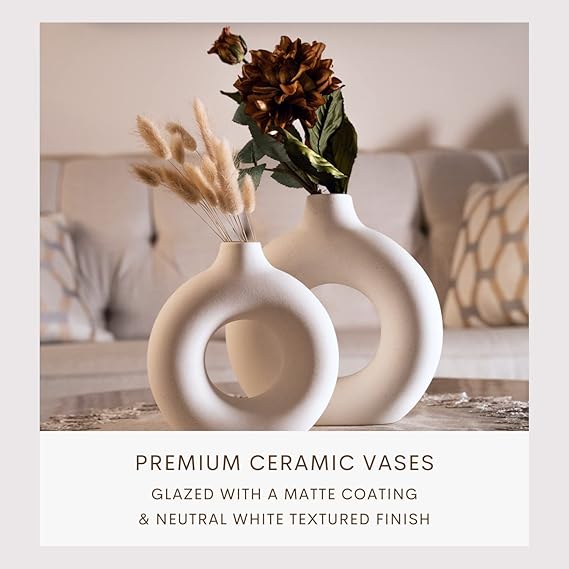 PREMIUM CERAMIC VASES
GLAZED WITH A MATTE COATING
& NEUTRAL WHITE TEXTURED FINISH